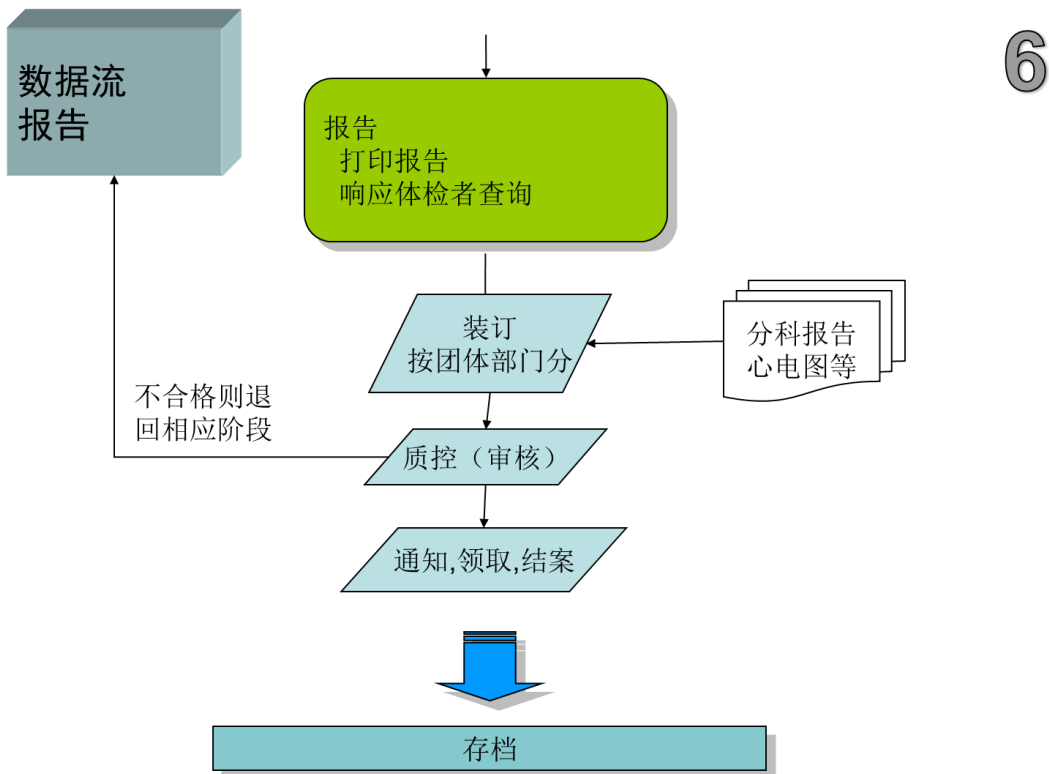 数据流
报告
6
报告
打印报告
响应体检者查询
装订
按团体部门分
分科报告
心电图等
不合格则退
回相应阶段
质控（审核）
通知,领取,结案
存档